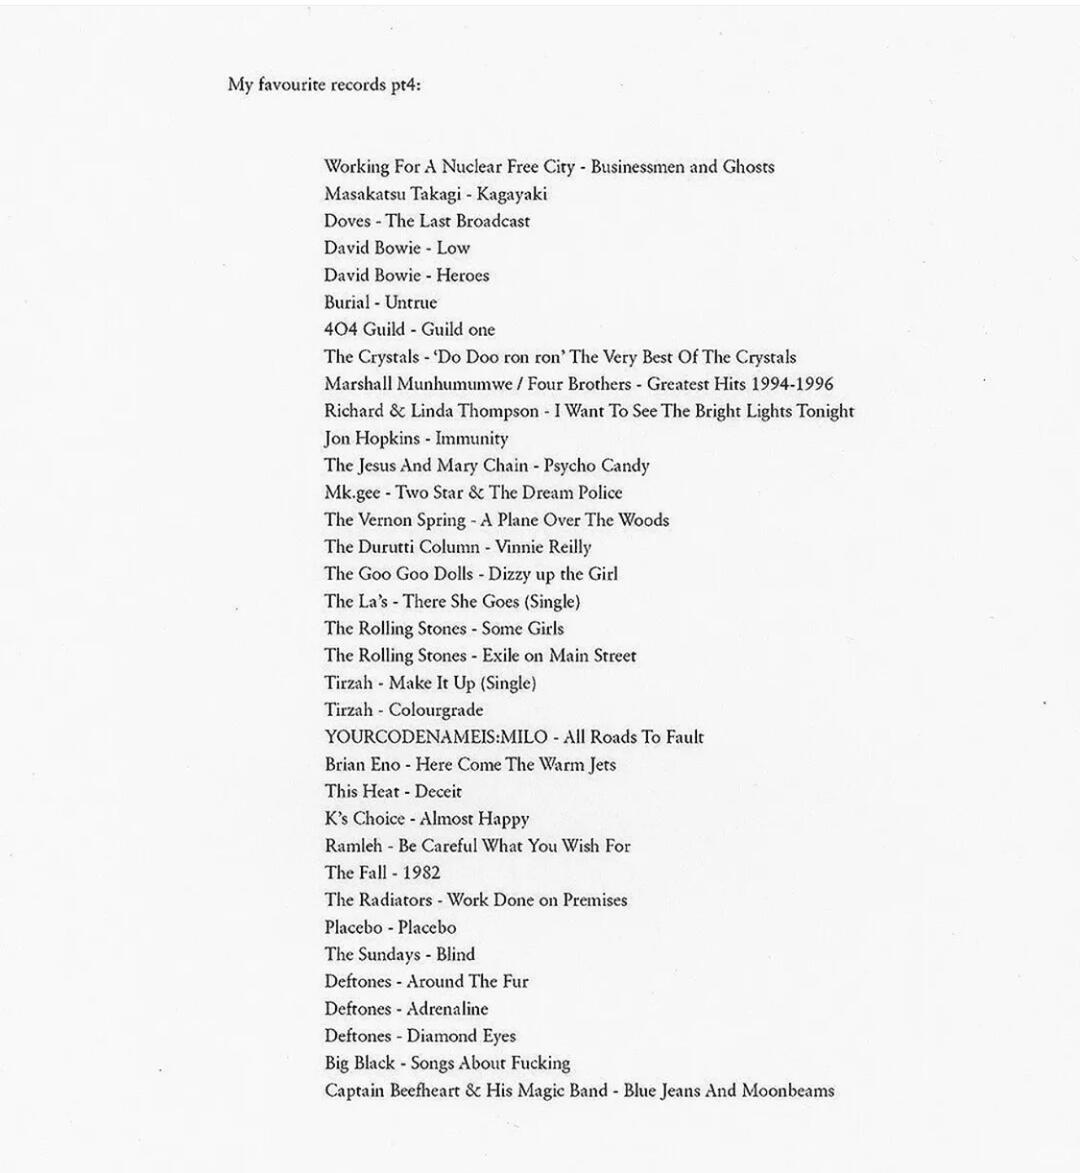 My favourite records pt4:
Working For A Nuclear Free City - Businessmen and Ghosts
Masakatsu Takagi - Kagayaki
Doves - The Last Broadcast
David Bowie - Low
David Bowie - Heroes
Burial - Untrue
404 Guild - Guild one
The Crystals - ‘Do Doo ron ron’ The Very Best Of The Crystals
Marshall Munhumumwe / Four Brothers - Greatest Hits 1994-1996
Richard & Linda Thompson - I Want To See The Bright Lights Tonight
Jon Hopkins - Immunity
The Jesus And Mary Chain - Psycho Candy
Mk.gee - Two Star & The Dream Police
The Vernon Spring - A Plane Over The Woods
The Durutti Column - Vinnie Reilly
The Goo Goo Dolls - Dizzy up the Girl
The La’s - There She Goes (Single)
The Rolling Stones - Some Girls
The Rolling Stones - Exile on Main Street
Tirzah - Make It Up (Single)
Tirzah - Colourgrade
YOURCODENAMEIS:MILO - All Roads To Fault
Brian Eno - Here Come The Warm Jets
This Heat - Deceit
K’s Choice - Almost Happy
Ramleh - Be Careful What You Wish For
The Fall - 1982
The Radiators - Work Done on Premises
Placebo - Placebo
The Sundays - Blind
Deftones - Around The Fur
Deftones - Adrenaline
Deftones - Diamond Eyes
Big Black - Songs About Fucking
Captain Beefheart & His Magic Band - Blue Jeans And Moonbeams